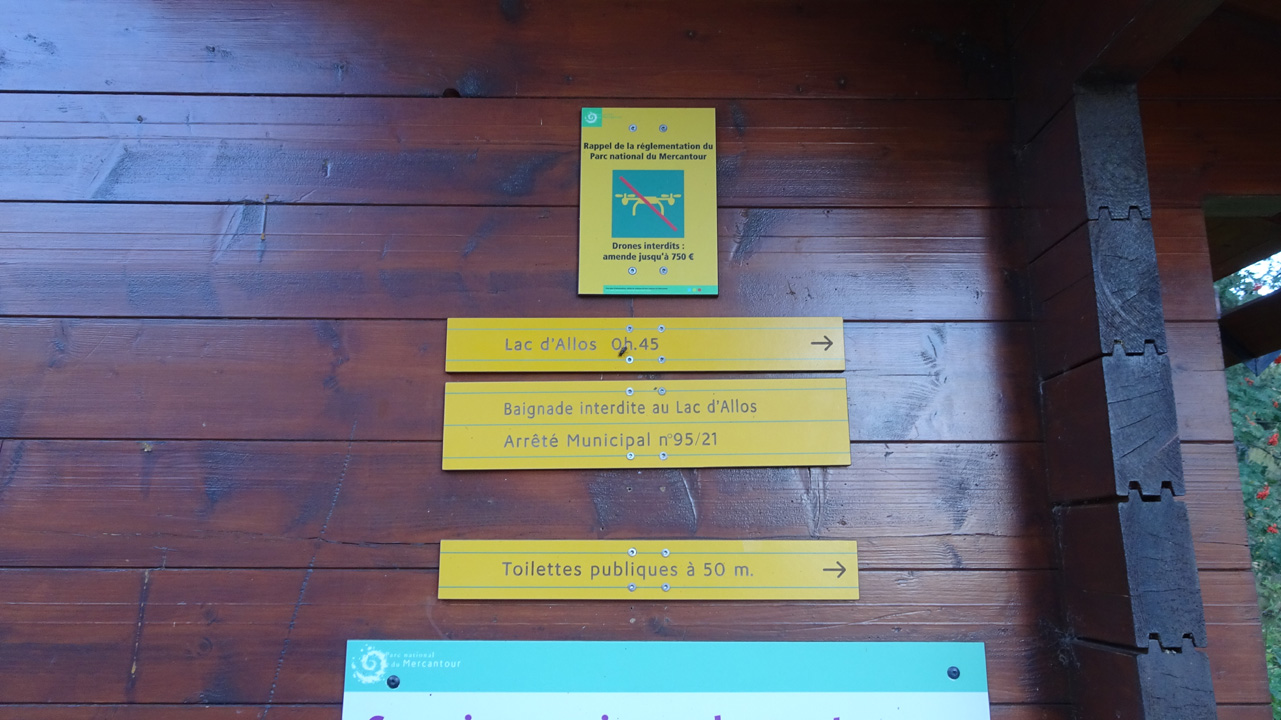 Rappel de la règlementation du
Parc national du Mercantour
Drones interdits :
amende jusqu'à 750 €
Lac d'Allos 0h.45 →
Baignade interdite au Lac d'Allos
Arrêté Municipal n°95/21
Toilettes publiques à 50 m. →
Parc national
du Mercantour